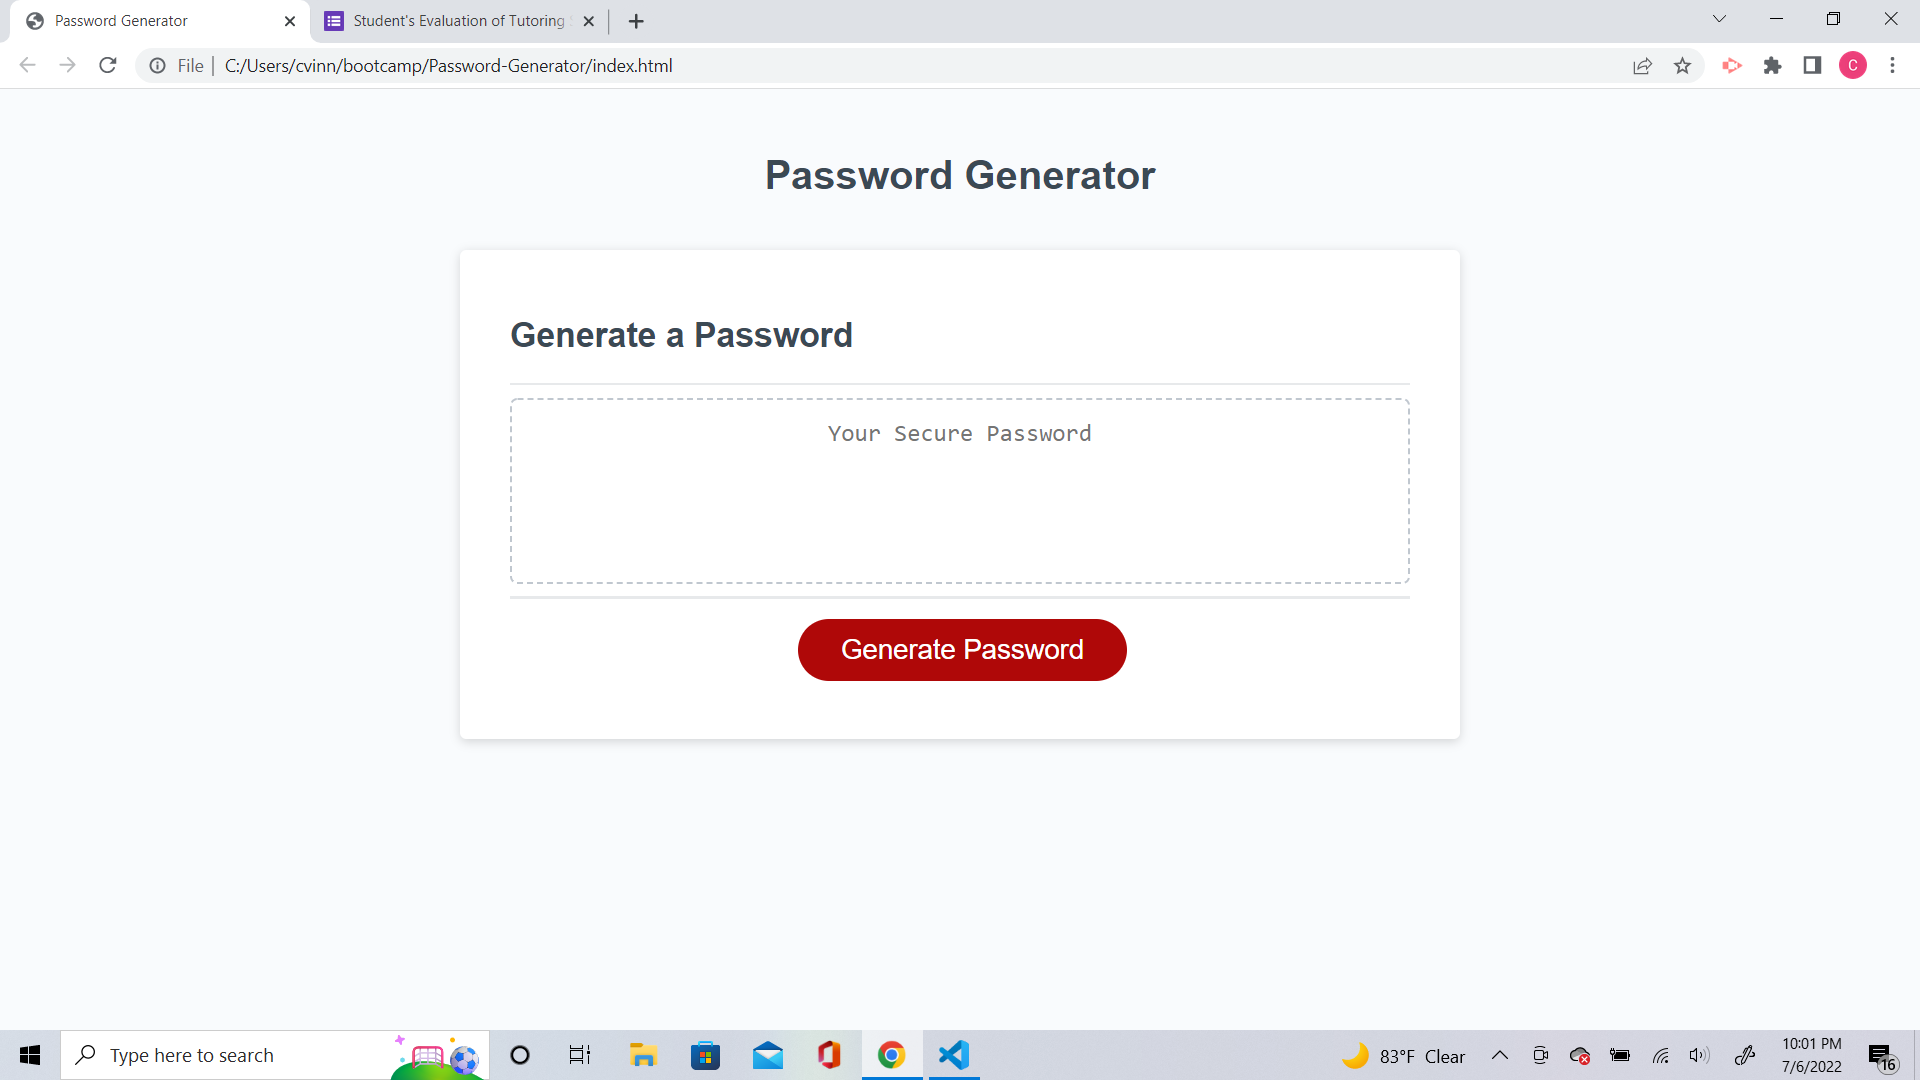 Password Generator
Student's Evaluation of Tutoring
File
C:/Users/cvinn/bootcamp/Password-Generator/index.html
C
Password Generator
Generate a Password
Your Secure Password
Generate Password
Type here to search
83°F Clear
10:01 PM
7/6/2022
16